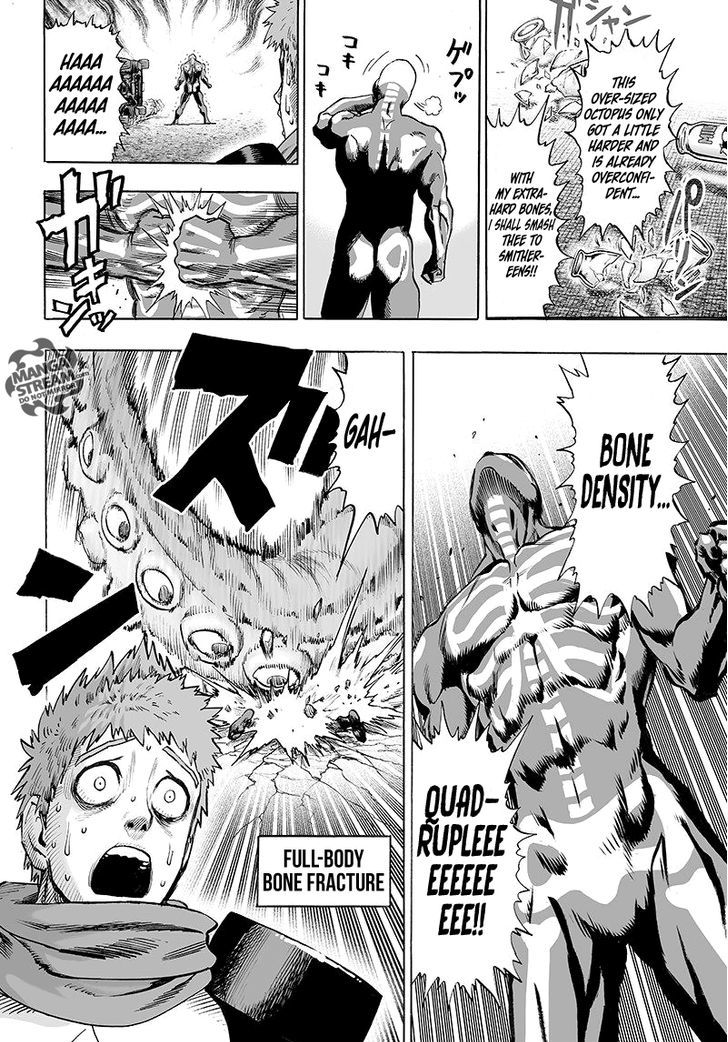 ガシャン
THIS
OVER-SIZED
OCTOPUS ONLY
GOT A LITTLE
HARDER AND
IS ALREADY
OVERCONFI-
DENT...
WITH
MY EXTRA-
HARD BONES,
I SHALL SMASH
THEE TO
SMITHER-
EENS!!
ゲプッ
コキ
コキ
HAAA
AAAAAA
AAAAA
AAAA...
ガキン
BONE
DENSITY...
QUAD-
RUPLEEE
EEEEEE
EEE!!
GAH-
ズン
FULL-BODY
BONE FRACTURE
MANGA
STREAM
DO NOT MIRROR